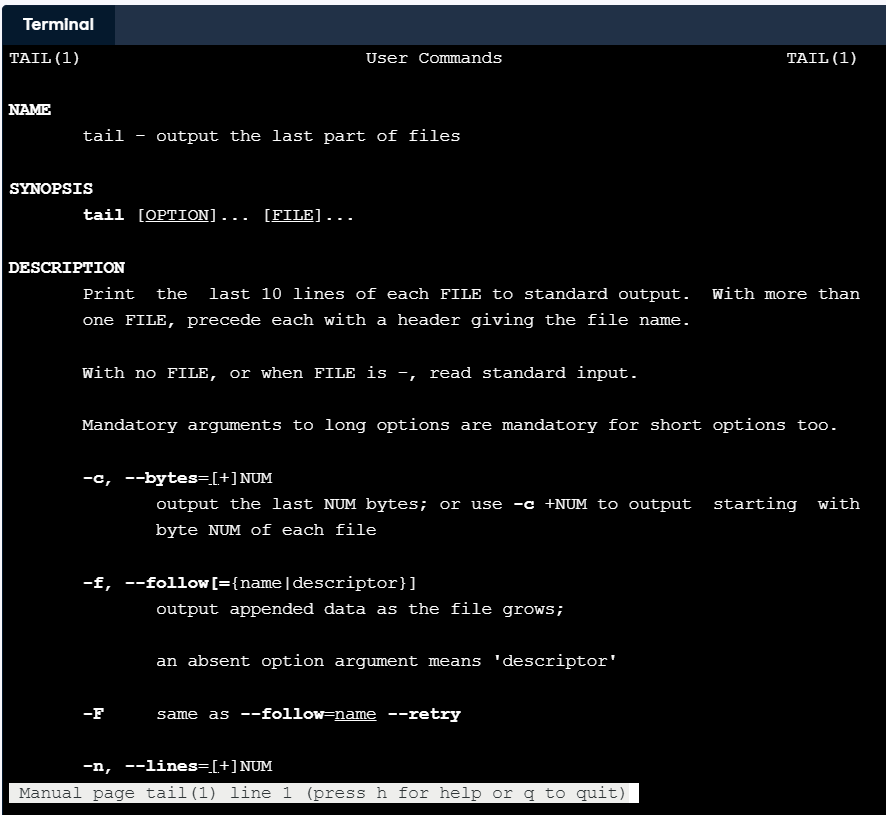 Terminal
TAIL(1) User Commands TAIL(1)
NAME
tail - output the last part of files
SYNOPSIS
tail [OPTION]... [FILE]...
DESCRIPTION
Print the last 10 lines of each FILE to standard output. With more than
one FILE, precede each with a header giving the file name.
With no FILE, or when FILE is -, read standard input.
Mandatory arguments to long options are mandatory for short options too.
-c, --bytes=[+]NUM
output the last NUM bytes; or use -c +NUM to output starting with
byte NUM of each file
-f, --follow[={name|descriptor}]
output appended data as the file grows;
an absent option argument means 'descriptor'
-F same as --follow=name --retry
-n, --lines=[+]NUM
Manual page tail(1) line 1 (press h for help or q to quit)